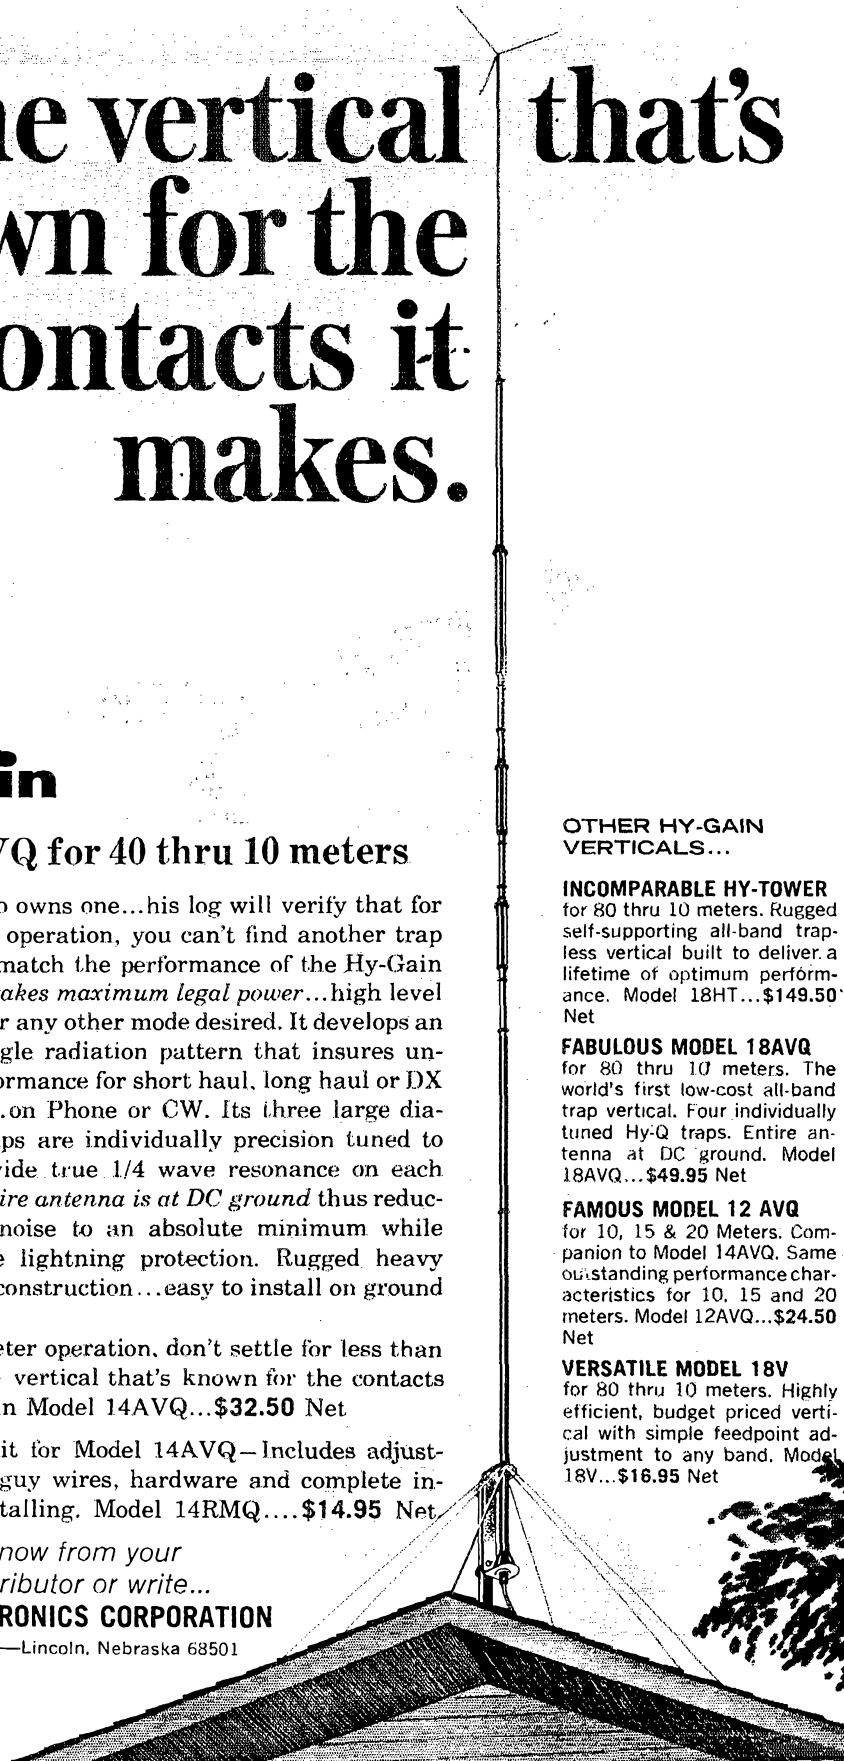 he vertical that's
wn for the
ontacts it
makes.
in
VQ for 40 thru 10 meters
o owns one...his log will verify that for
operation, you can't find another trap
match the performance of the Hy-Gain
akes maximum legal power...high level
r any other mode desired. It develops an
gle radiation pattern that insures un-
ormance for short haul, long haul or DX
..on Phone or CW. Its three large dia-
ps are individually precision tuned to
vide true 1/4 wave resonance on each
ire antenna is at DC ground thus reduc-
noise to an absolute minimum while
e lightning protection. Rugged heavy
construction...easy to install on ground
eter operation, don't settle for less than
vertical that's known for the contacts
n Model 14AVQ...$32.50 Net
it for Model 14AVQ—Includes adjust-
guy wires, hardware and complete in-
talling. Model 14RMQ....$14.95 Net
now from your
ributor or write...
RONICS CORPORATION
—Lincoln, Nebraska 68501
OTHER HY-GAIN
VERTICALS...
INCOMPARABLE HY-TOWER
for 80 thru 10 meters. Rugged
self-supporting all-band trap-
less vertical built to deliver a
lifetime of optimum perform-
ance. Model 18HT...$149.50
Net
FABULOUS MODEL 18AVQ
for 80 thru 10 meters. The
world's first low-cost all-band
trap vertical. Four individually
tuned Hy-Q traps. Entire an-
tenna at DC ground. Model
18AVQ...$49.95 Net
FAMOUS MODEL 12 AVQ
for 10, 15 & 20 Meters. Com-
panion to Model 14AVQ. Same
outstanding performance char-
acteristics for 10, 15 and 20
meters. Model 12AVQ...$24.50
Net
VERSATILE MODEL 18V
for 80 thru 10 meters. Highly
efficient, budget priced verti-
cal with simple feedpoint ad-
justment to any band. Model
18V...$16.95 Net